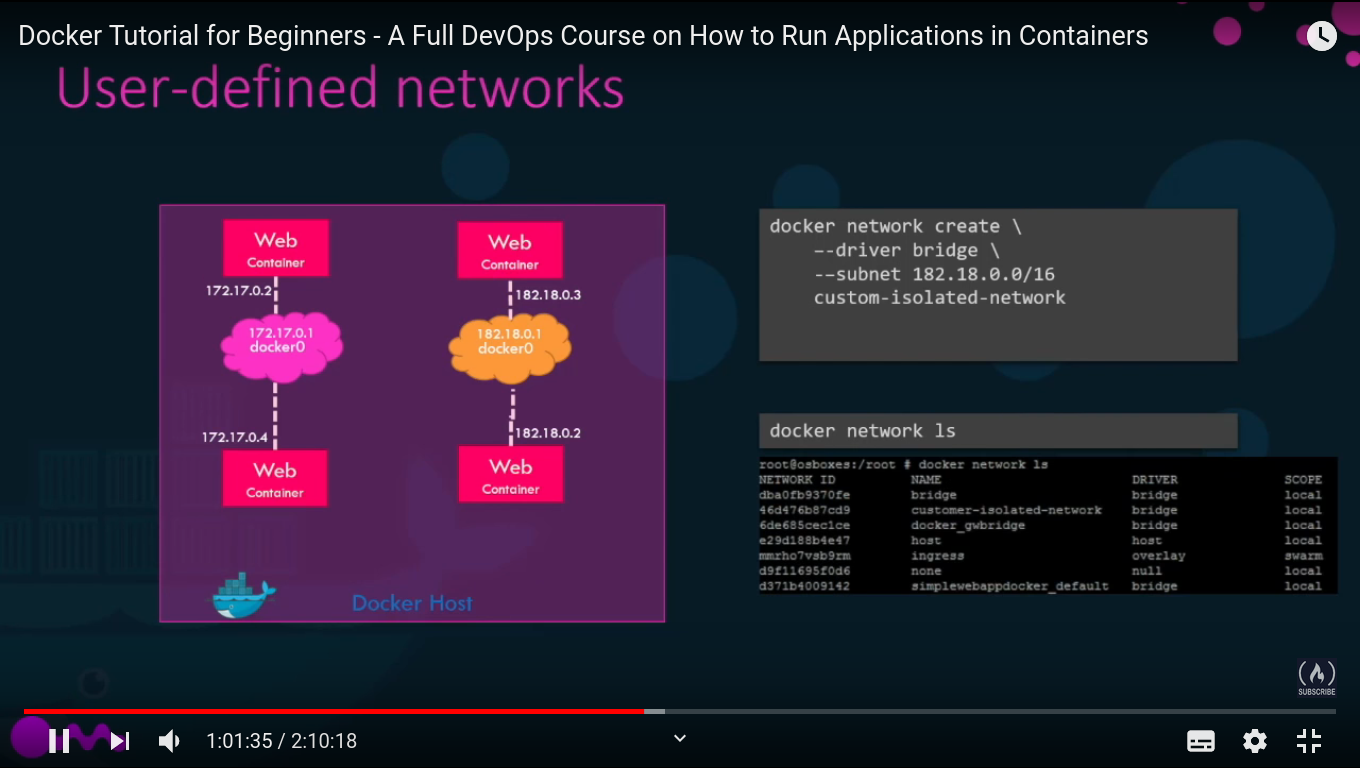 Docker Tutorial for Beginners - A Full DevOps Course on How to Run Applications in Containers
User-defined networks
Web
Container
172.17.0.2
172.17.0.1
docker0
172.17.0.4
Web
Container
Web
Container
182.18.0.3
182.18.0.1
docker0
182.18.0.2
Web
Container
Docker Host
docker network create \
--driver bridge \
--subnet 182.18.0.0/16
custom-isolated-network
docker network ls
root@osboxes:/root # docker network ls
NETWORK ID NAME DRIVER SCOPE
dba0fb9370fe bridge bridge local
46d476b87cd9 customer-isolated-network bridge local
6de685cec1ce docker_gwbridge bridge local
e29d188b4e47 host host local
mmrho7vsb9rm ingress overlay swarm
d9f11695f0d6 none null local
d371b4009142 simplewebappdocker_default bridge local
SUBSCRIBE
1:01:35 / 2:10:18